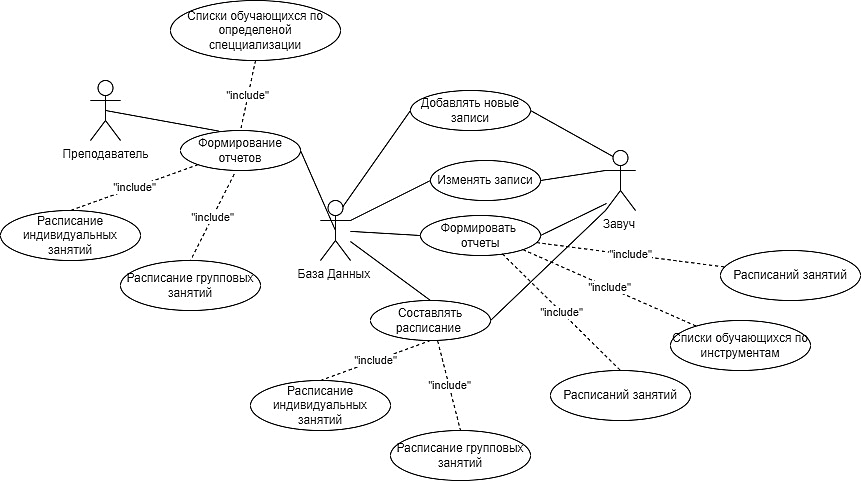 Списки обучающихся по
определеной
спецциализации
"include"
Преподаватель
Формирование
отчетов
"include"
"include"
Расписание
индивидуальных
занятий
Расписание групповых
занятий
База Данных
Добавлять новые
записи
Изменять записи
Формировать
отчеты
Завуч
Составлять
расписание
"include"
"include"
"include"
Расписаний занятий
Списки обучающихся по
инструментам
Расписаний занятий
"include"
"include"
Расписание
индивидуальных
занятий
Расписание групповых
занятий